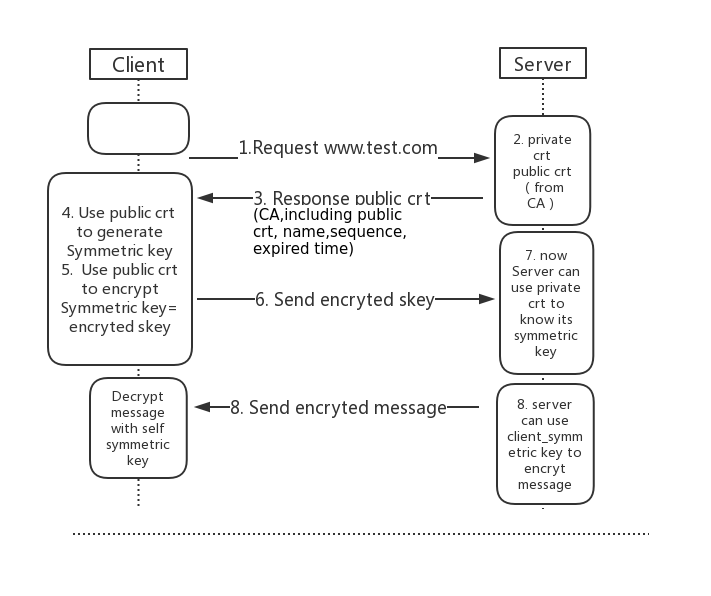 Client
Server
1.Request www.test.com
2. private
crt
public crt
( from
CA )
3. Response public crt
(CA,including public
crt, name,sequence,
expired time)
4. Use public crt
to generate
Symmetric key
5. Use public crt
to encrypt
Symmetric key=
encryted skey
6. Send encryted skey
7. now
Server can
use private
crt to
know its
symmetric
key
8. Send encryted message
8. server
can use
client_symm
etric key to
encryt
message
Decrypt
message
with self
symmetric
key